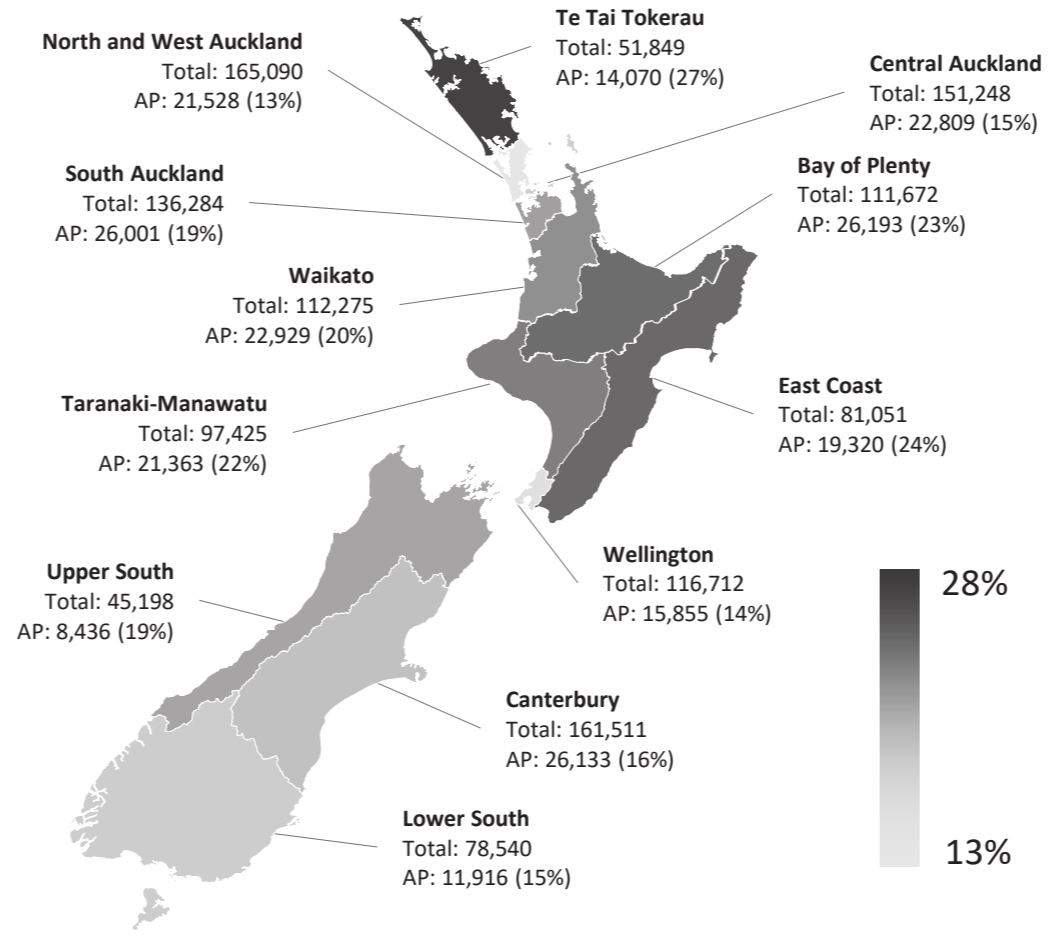 Te Tai Tokerau
Total: 51,849
AP: 14,070 (27%)
North and West Auckland
Total: 165,090
AP: 21,528 (13%)
Central Auckland
Total: 151,248
AP: 22,809 (15%)
South Auckland
Total: 136,284
AP: 26,001 (19%)
Bay of Plenty
Total: 111,672
AP: 26,193 (23%)
Waikato
Total: 112,275
AP: 22,929 (20%)
Taranaki-Manawatu
Total: 97,425
AP: 21,363 (22%)
East Coast
Total: 81,051
AP: 19,320 (24%)
Wellington
Total: 116,712
AP: 15,855 (14%)
Upper South
Total: 45,198
AP: 8,436 (19%)
Canterbury
Total: 161,511
AP: 26,133 (16%)
Lower South
Total: 78,540
AP: 11,916 (15%)
28%
13%